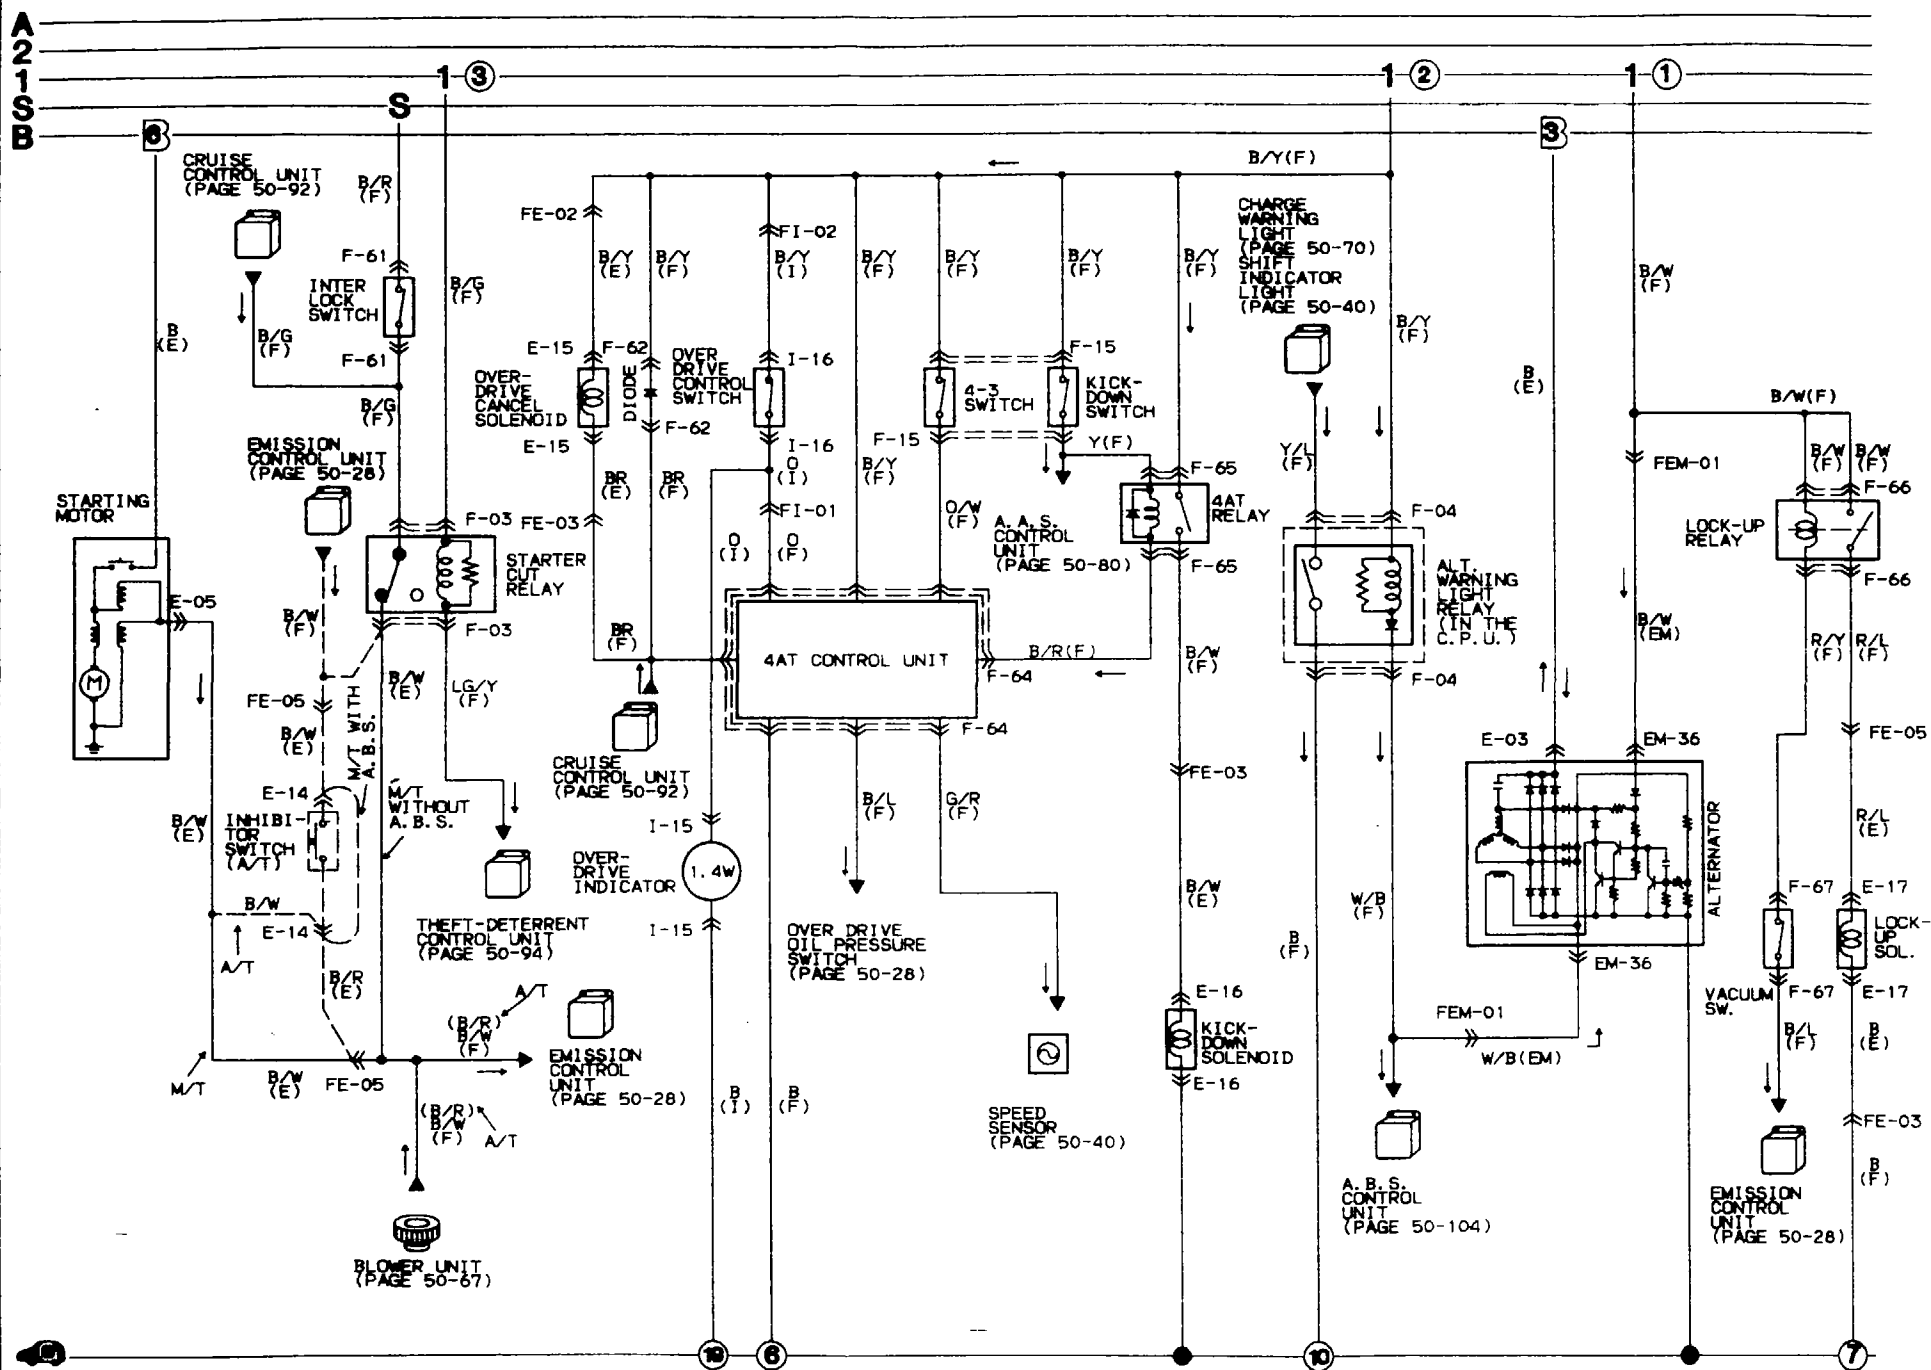 A
2
1
S
B
1 ③
1 ②
1 ①
S
6
3
CRUISE
CONTROL UNIT
(PAGE 50-92)
B/R
(F)
B/Y(F)
FE-02
FI-02
CHARGE
WARNING
LIGHT
(PAGE 50-70)
SHIFT
INDICATOR
LIGHT
(PAGE 50-40)
F-61
INTER
LOCK
SWITCH
F-61
B/G
(F)
B/G
(F)
B/G
(F)
B
(E)
B/Y
(E)
B/Y
(F)
B/Y
(I)
B/Y
(F)
B/Y
(F)
B/Y
(F)
B/Y
(F)
B/Y
(F)
B/W
(F)
B
(E)
E-15
F-62
OVER-
DRIVE
CANCEL
SOLENOID
E-15
DIODE
F-62
OVER
DRIVE
CONTROL
SWITCH
I-16
I-16
4-3
SWITCH
F-15
F-15
KICK-
DOWN
SWITCH
Y(F)
B/W(F)
EMISSION
CONTROL UNIT
(PAGE 50-28)
BR
(E)
BR
(F)
O
(I)
B/Y
(F)
F-65
4AT
RELAY
F-65
Y/L
(F)
FEM-01
B/W
(F)
B/W
(F)
F-66
LOCK-UP
RELAY
F-66
STARTING
MOTOR
F-03
FE-03
FI-01
O
(I)
O
(F)
O/W
(F)
A.A.S.
CONTROL
UNIT
(PAGE 50-80)
F-04
STARTER
CUT
RELAY
ALT.
WARNING
LIGHT
RELAY
(IN THE
C.P.U.)
E-05
B/W
(F)
F-03
BR
(F)
4AT CONTROL UNIT
B/R(F)
F-64
B/W
(F)
F-04
B/W
(EM)
R/Y
(F)
R/L
(F)
M
B/W
(E)
LG/Y
(F)
FE-05
B/W
(E)
M/T WITH
A.B.S.
F-64
CRUISE
CONTROL UNIT
(PAGE 50-92)
E-03
EM-36
FE-05
FE-03
E-14
M/T
WITHOUT
A.B.S.
B/L
(F)
G/R
(F)
B/W
(E)
INHIBI-
TOR
SWITCH
(A/T)
I-15
OVER-
DRIVE
INDICATOR
1.4W
I-15
ALTERNATOR
R/L
(E)
B/W
E-14
A/T
B/R
(E)
THEFT-DETERRENT
CONTROL UNIT
(PAGE 50-94)
OVER DRIVE
OIL PRESSURE
SWITCH
(PAGE 50-28)
B/W
(E)
B
(F)
W/B
(F)
F-67
E-17
LOCK-
UP
SOL.
EM-36
VACUUM
SW.
F-67
E-17
A/T
(B/R)
B/W
(F)
EMISSION
CONTROL
UNIT
(PAGE 50-28)
E-16
KICK-
DOWN
SOLENOID
E-16
FEM-01
W/B(EM)
B/L
(F)
B
(E)
M/T
B/W
(E)
FE-05
(B/R)
B/W
(F)
A/T
B
(I)
B
(F)
SPEED
SENSOR
(PAGE 50-40)
FE-03
A.B.S.
CONTROL
UNIT
(PAGE 50-104)
EMISSION
CONTROL
UNIT
(PAGE 50-28)
B
(F)
BLOWER UNIT
(PAGE 50-67)
19
6
10
7